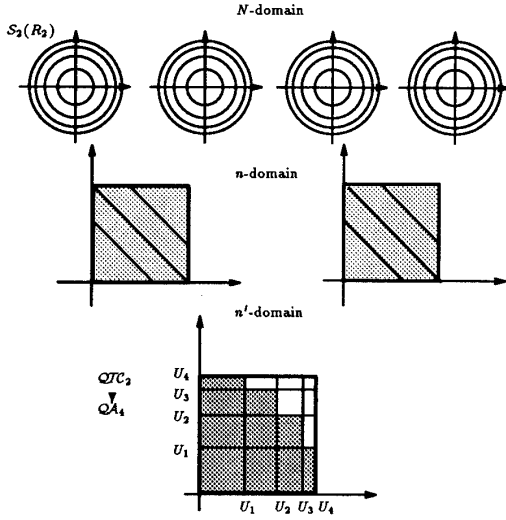 N-domain
S₂(R₂)
n-domain
n'-domain
QTC₂
QA₄
U₄
U₃
U₂
U₁
U₁ U₂ U₃ U₄